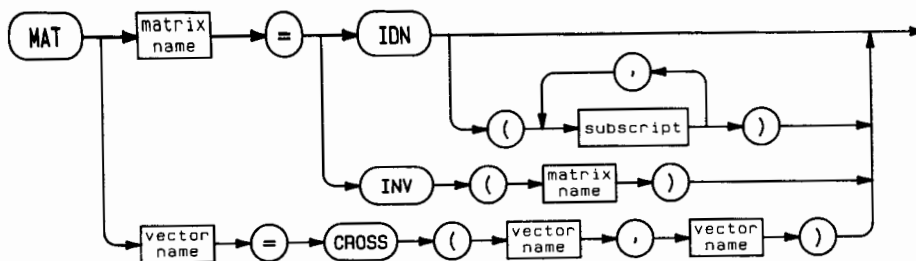 MAT matrix name = IDN
,
( subscript )
INV ( matrix name )
vector name = CROSS ( vector name , vector name )